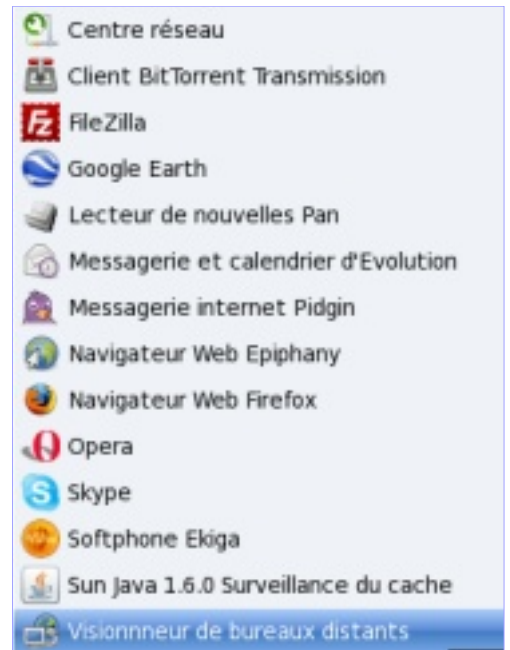 Centre réseau
Client BitTorrent Transmission
FileZilla
Google Earth
Lecteur de nouvelles Pan
Messagerie et calendrier d'Evolution
Messagerie internet Pidgin
Navigateur Web Epiphany
Navigateur Web Firefox
Opera
Skype
Softphone Ekiga
Sun Java 1.6.0 Surveillance du cache
Visionnneur de bureaux distants